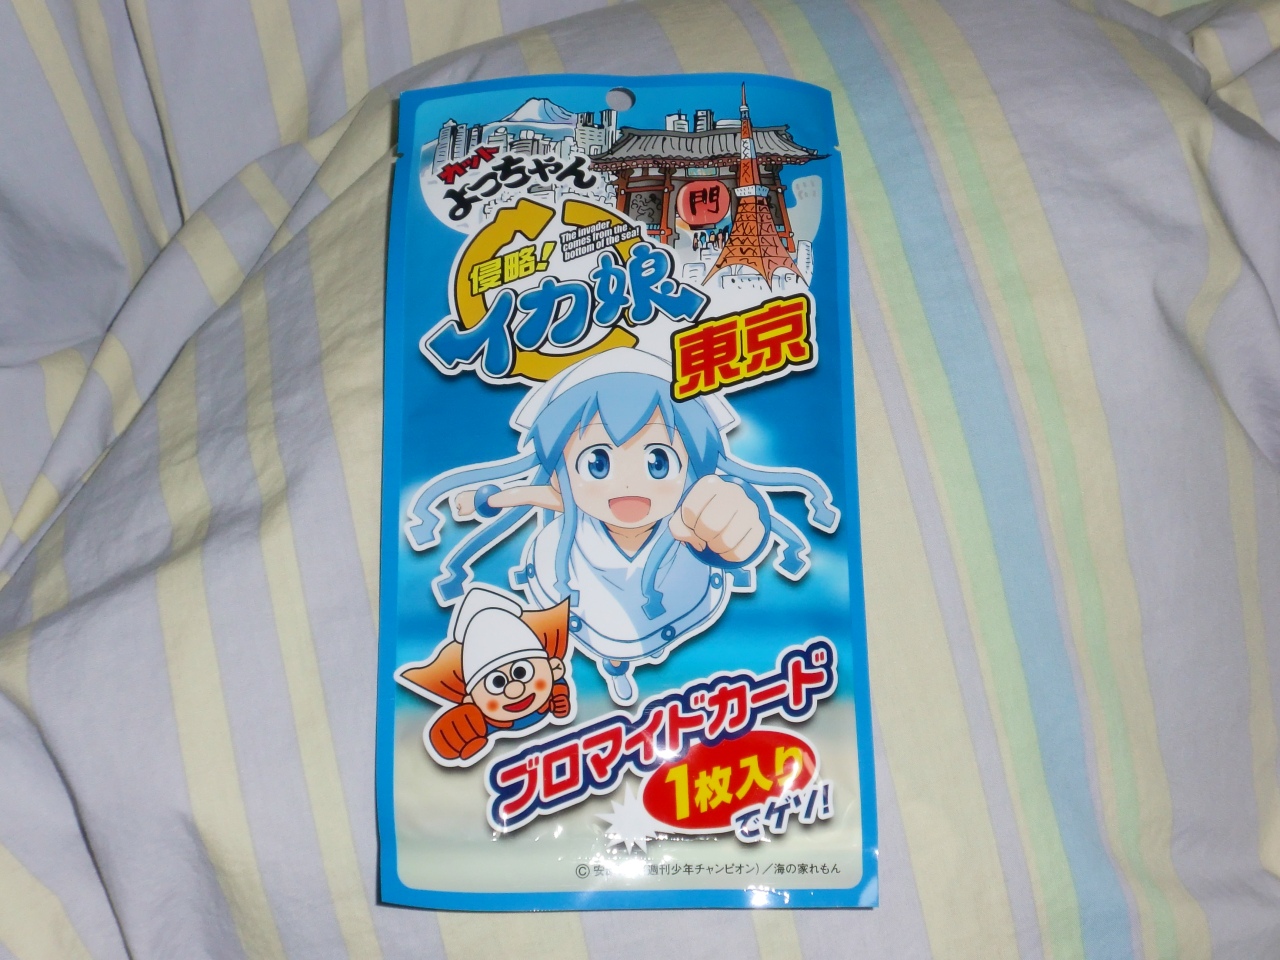 カット
よっちゃん
門
侵略!
The invader
comes from the
bottom of the sea!
イカ娘
東京
ブロマイドカード
1枚入り
でゲソ!
©安 週刊少年チャンピオン)/海の家れもん